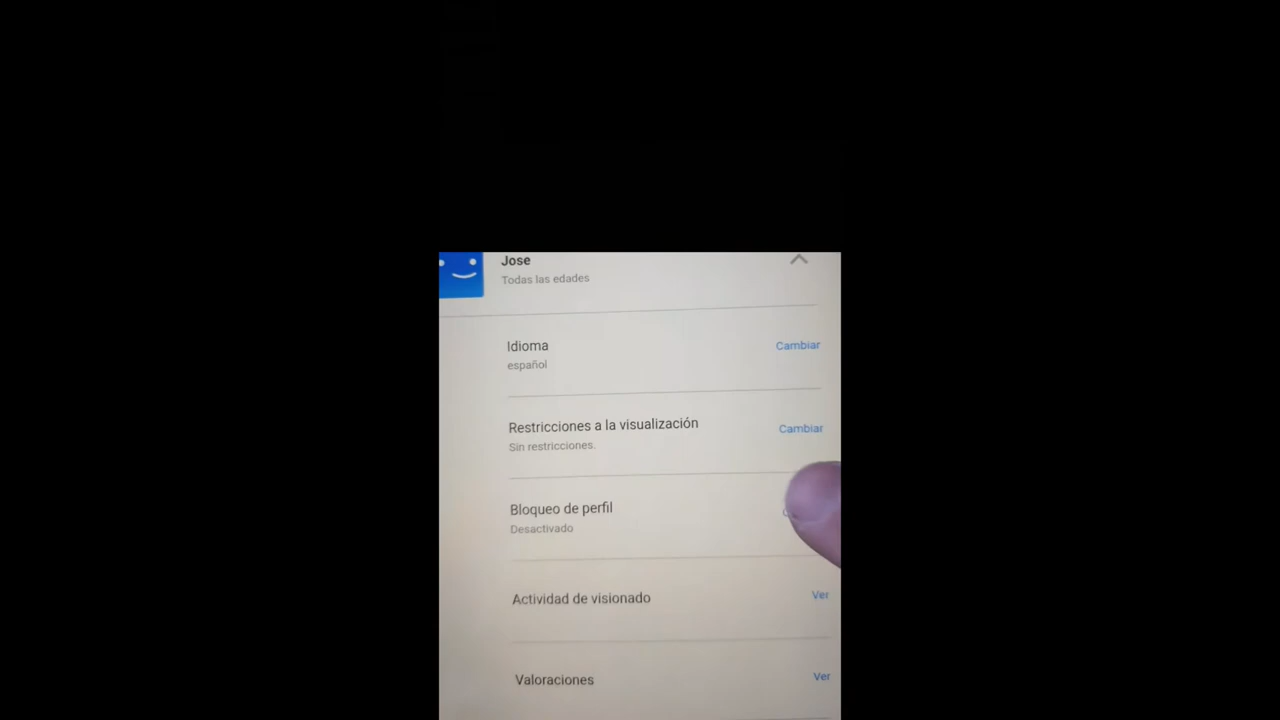 Jose
Todas las edades
Idioma
Cambiar
español
Restricciones a la visualización
Cambiar
Sin restricciones.
Bloqueo de perfil
Desactivado
Actividad de visionado
Ver
Valoraciones
Ver